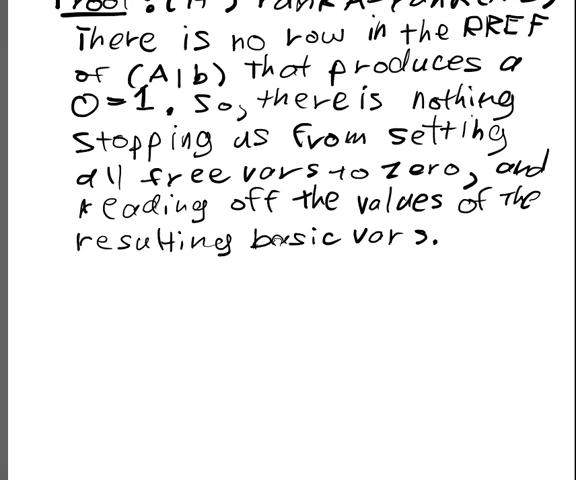 Proof: (A
There is no row in the RREF
of (A|b) that produces a
0=1. So, there is nothing
stopping us from setting
all free vars to zero, and
reading off the values of the
resulting basic vars.